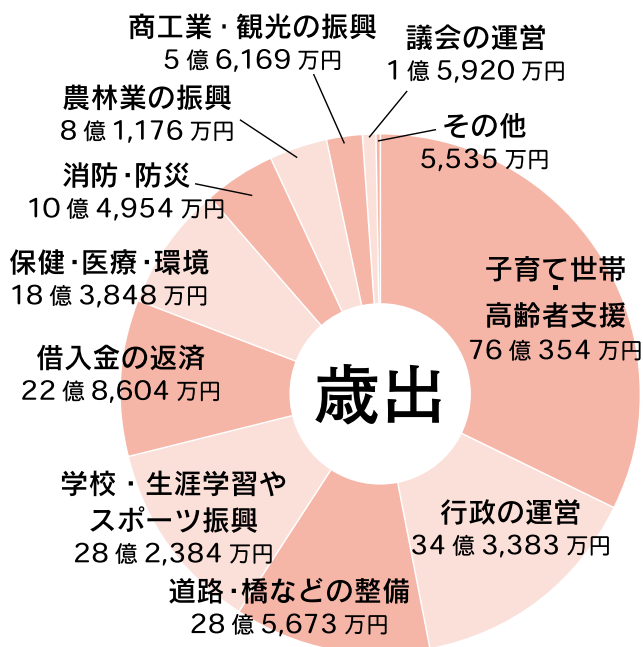 商工業・観光の振興
5億6,169万円
議会の運営
1億5,920万円
農林業の振興
8億1,176万円
その他
5,535万円
消防・防災
10億4,954万円
保健・医療・環境
18億3,848万円
子育て世帯
・
高齢者支援
76億354万円
借入金の返済
22億8,604万円
歳出
学校・生涯学習や
スポーツ振興
28億2,384万円
行政の運営
34億3,383万円
道路・橋などの整備
28億5,673万円